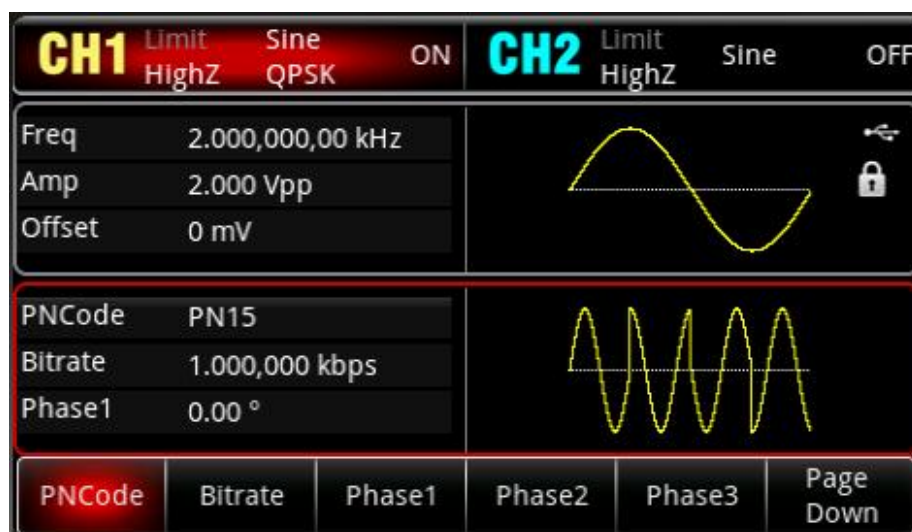 CH1 Limit Sine ON CH2 Limit Sine OFF
HighZ QPSK HighZ
Freq 2.000,000,00 kHz
Amp 2.000 Vpp
Offset 0 mV
PNCode PN15
Bitrate 1.000,000 kbps
Phase1 0.00 °
PNCode Bitrate Phase1 Phase2 Phase3 Page Down